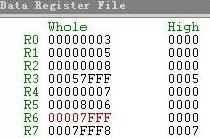 Data Register File
Whole High
R0 00000003 0000
R1 00000005 0000
R2 00000008 0000
R3 00057FFF 0005
R4 00000007 0000
R5 00008006 0000
R6 00007FFF 0000
R7 0007FFF8 0007